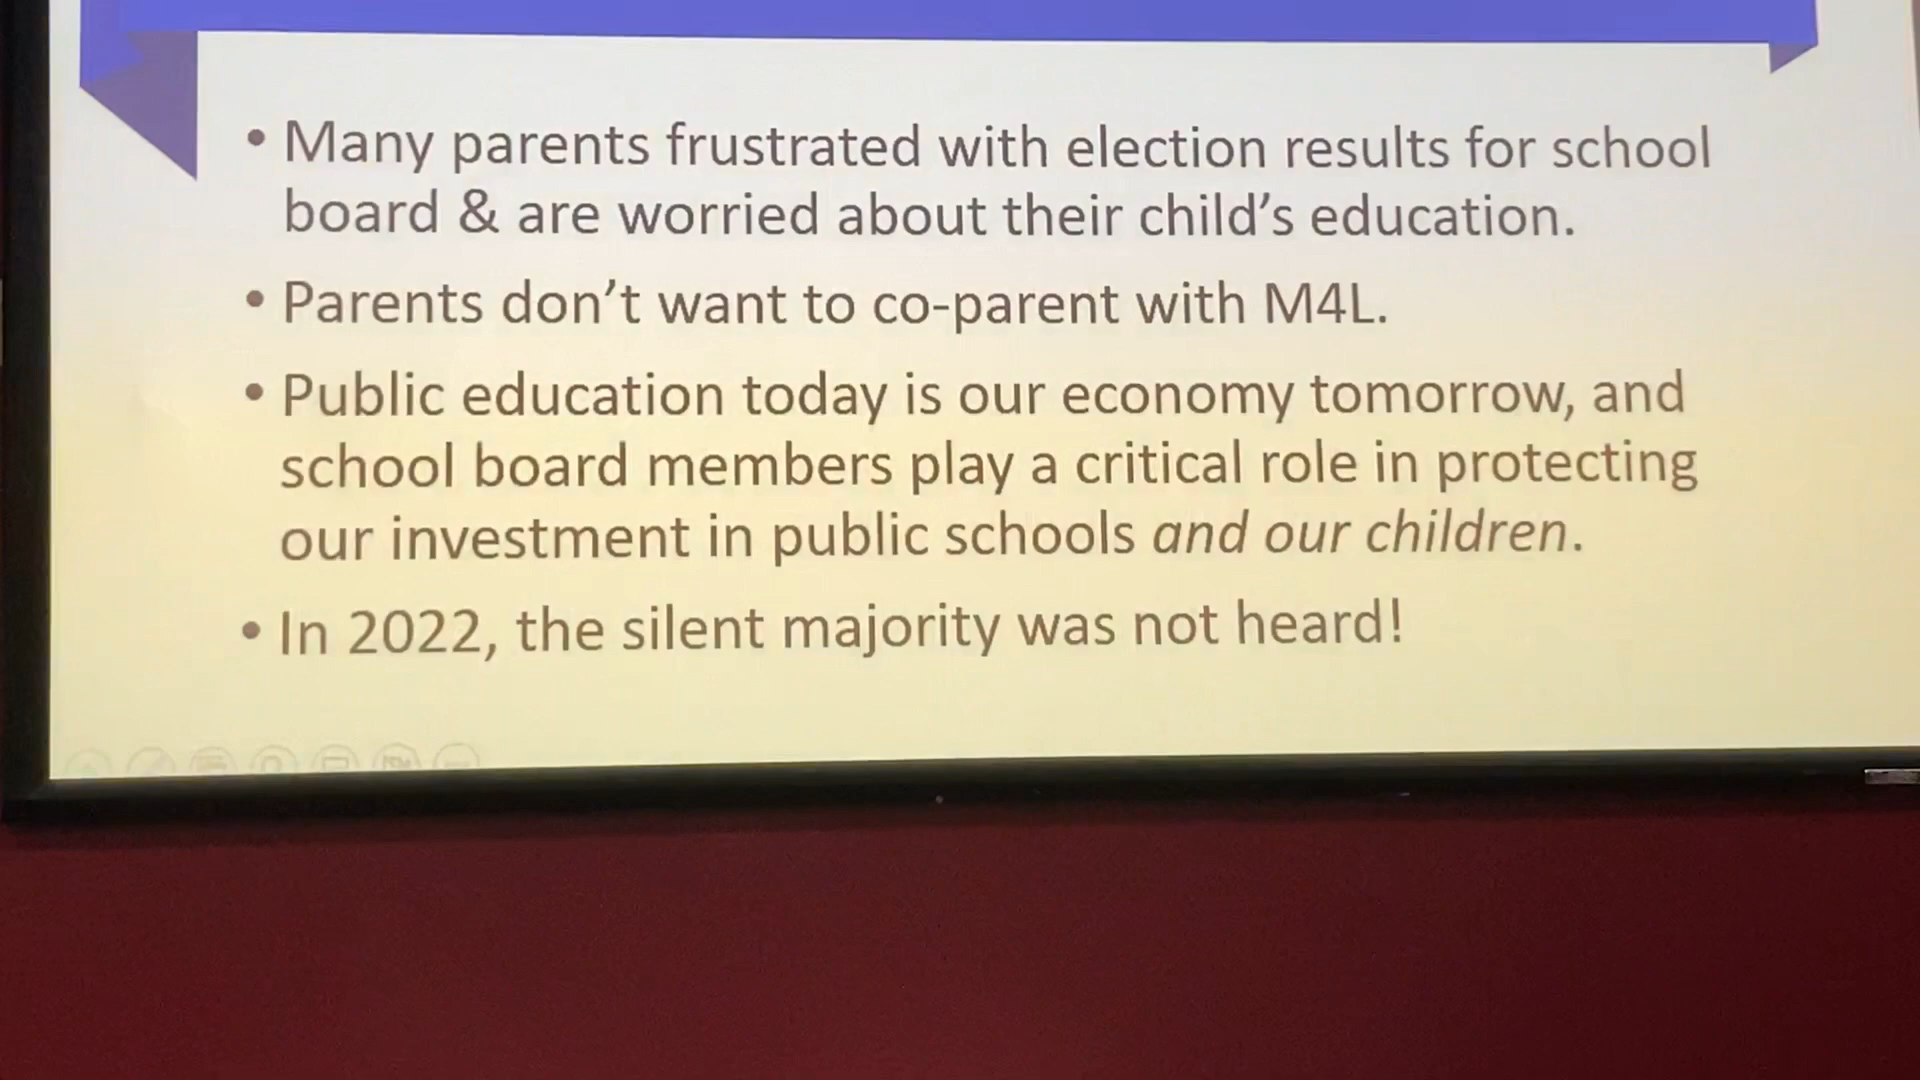 • Many parents frustrated with election results for school
board & are worried about their child’s education.
• Parents don’t want to co-parent with M4L.
• Public education today is our economy tomorrow, and
school board members play a critical role in protecting
our investment in public schools and our children.
• In 2022, the silent majority was not heard!